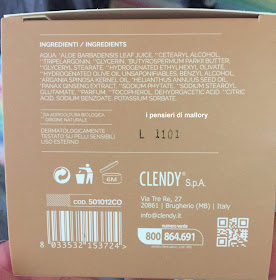 INGREDIENTI / INGREDIENTS
AQUA, *ALOE BARBADENSIS LEAF JUICE, °°CETEARYL ALCOHOL,
°TRIPELARGONIN, °GLYCERIN, °BUTYROSPERMUM PARKII BUTTER,
°GLYCERYL STEARATE, °°HYDROGENATED ETHYLHEXYL OLIVATE,
°°HYDROGENATED OLIVE OIL UNSAPONIFIABLES, BENZYL ALCOHOL,
ARGANIA SPINOSA KERNEL OIL, HELIANTHUS ANNUUS SEED OIL,
PANAX GINSENG EXTRACT, °°SODIUM PHYTATE, °°SODIUM STEAROYL
GLUTAMATE, PARFUM, °TOCOPHEROL, DEHYDROACETIC ACID, °°CITRIC
ACID, SODIUM BENZOATE, POTASSIUM SORBATE.
i pensieri di mallory
*DA AGRICOLTURA BIOLOGICA
ORIGINE NATURALE
L 1101
DERMATOLOGICAMENTE
TESTATO SU PELLI SENSIBILI
USO ESTERNO
6M
CLENDY S.p.A.
Via Tre Re, 27
20861 | Brugherio (MB) | Italy
info@clendy.it
COD. 501012CO
numero verde
800 864.691
8 033532 153724